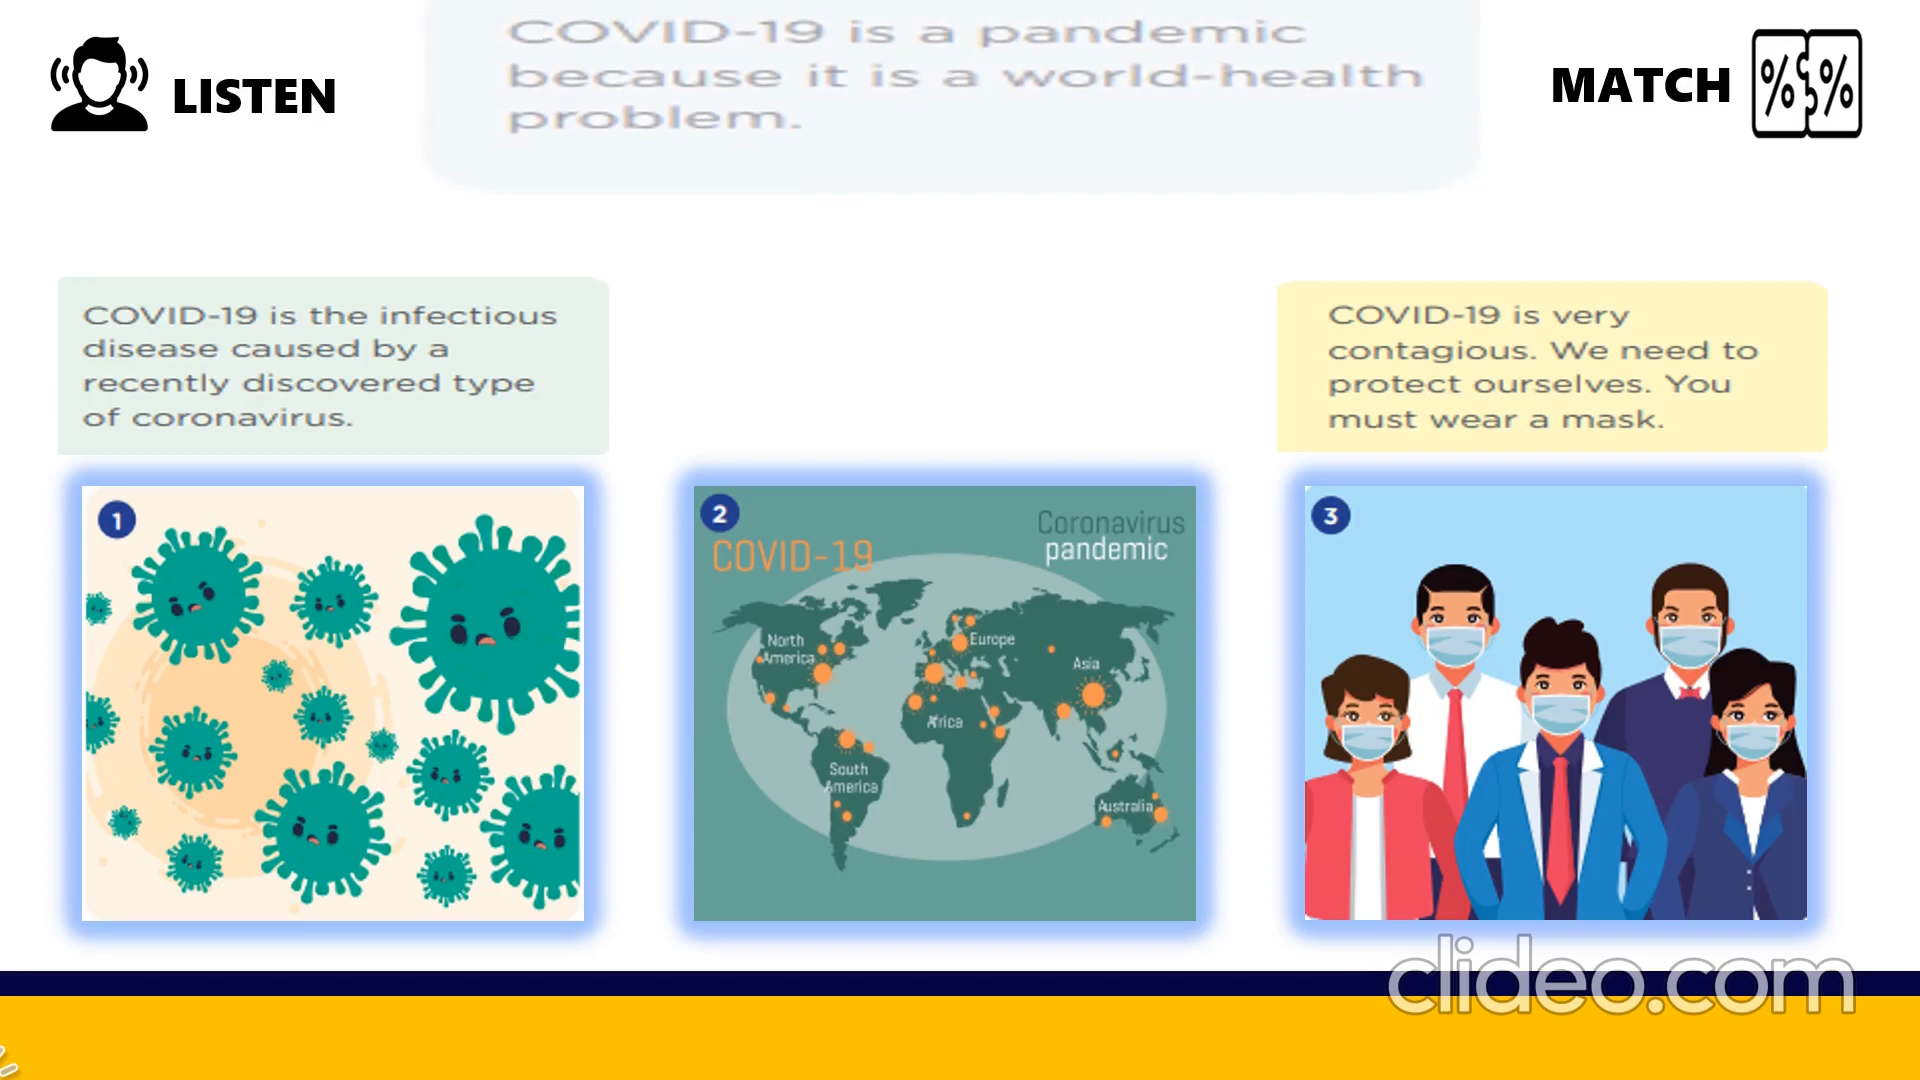 COVID-19 is a pandemic
because it is a world-health
problem.
LISTEN
MATCH
COVID-19 is the infectious
disease caused by a
recently discovered type
of coronavirus.
COVID-19 is very
contagious. We need to
protect ourselves. You
must wear a mask.
1
2
COVID-19
Coronavirus
pandemic
North
America
Europe
Asia
Africa
South
America
Australia
3
clideo.com